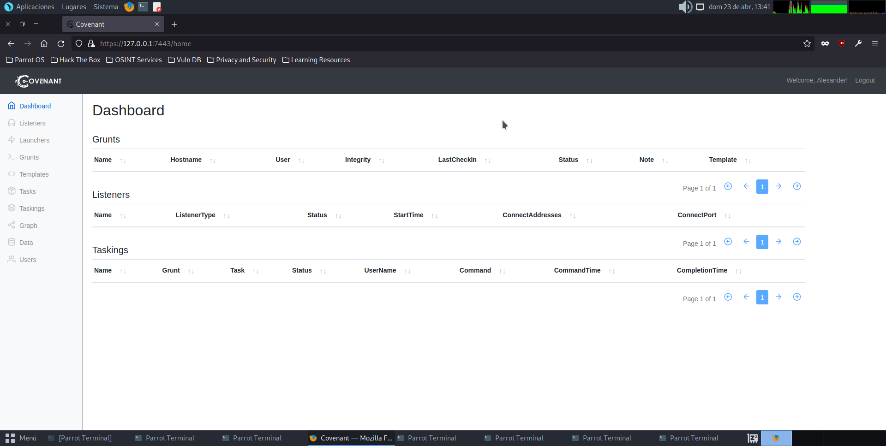 Aplicaciones Lugares Sistema dom 23 de abr, 13:41
Covenant
https://127.0.0.1:7443/home
Parrot OS Hack The Box OSINT Services Vuln DB Privacy and Security Learning Resources
COVENANT Welcome, Alexander! Logout
Dashboard
Listeners
Launchers
Grunts
Templates
Tasks
Taskings
Graph
Data
Users
Dashboard
Grunts
Name Hostname User Integrity LastCheckIn Status Note Template
Page 1 of 1 1
Listeners
Name ListenerType Status StartTime ConnectAddresses ConnectPort
Page 1 of 1 1
Taskings
Name Grunt Task Status UserName Command CommandTime CompletionTime
Page 1 of 1 1
Menú [Parrot Terminal] Parrot Terminal Parrot Terminal Covenant — Mozilla F... Parrot Terminal Parrot Terminal Parrot Terminal Parrot Terminal